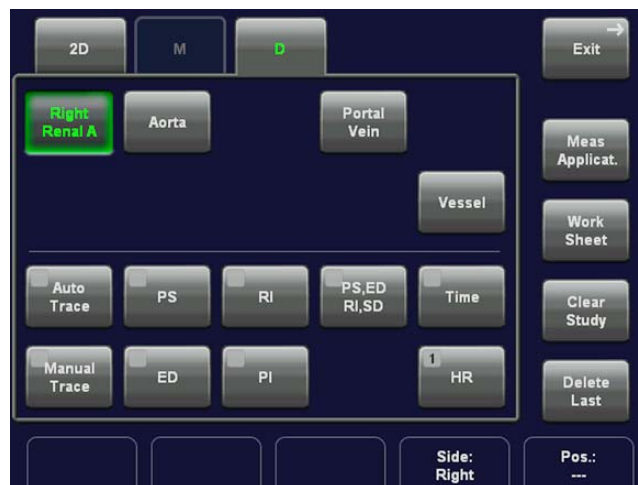 2D
M
D
Exit
Right
Renal A
Aorta
Portal
Vein
Meas
Applicat.
Vessel
Work
Sheet
Auto
Trace
PS
RI
PS,ED
RI,SD
Time
Clear
Study
Manual
Trace
ED
PI
1
HR
Delete
Last
Side:
Right
Pos.:
---